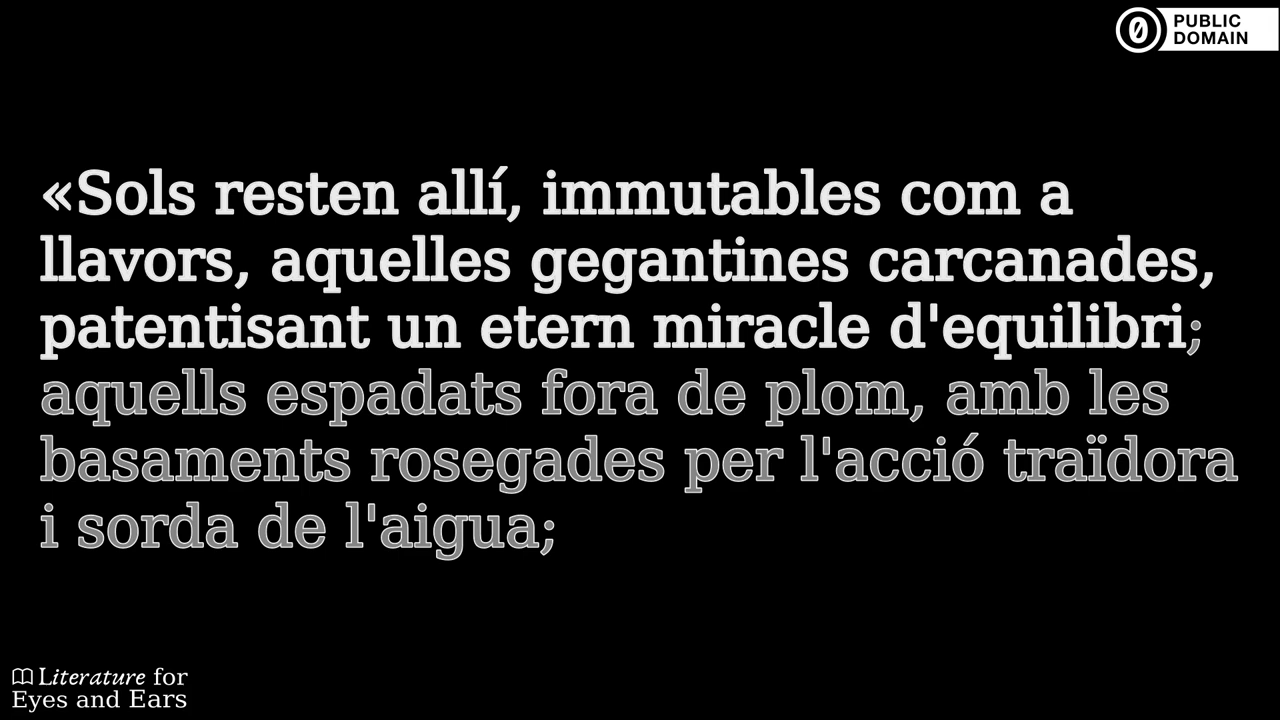 PUBLIC
DOMAIN
«Sols resten allí, immutables com a
llavors, aquelles gegantines carcanades,
patentisant un etern miracle d'equilibri;
aquells espadats fora de plom, amb les
basaments rosegades per l'acció traïdora
i sorda de l'aigua;
Literature for
Eyes and Ears